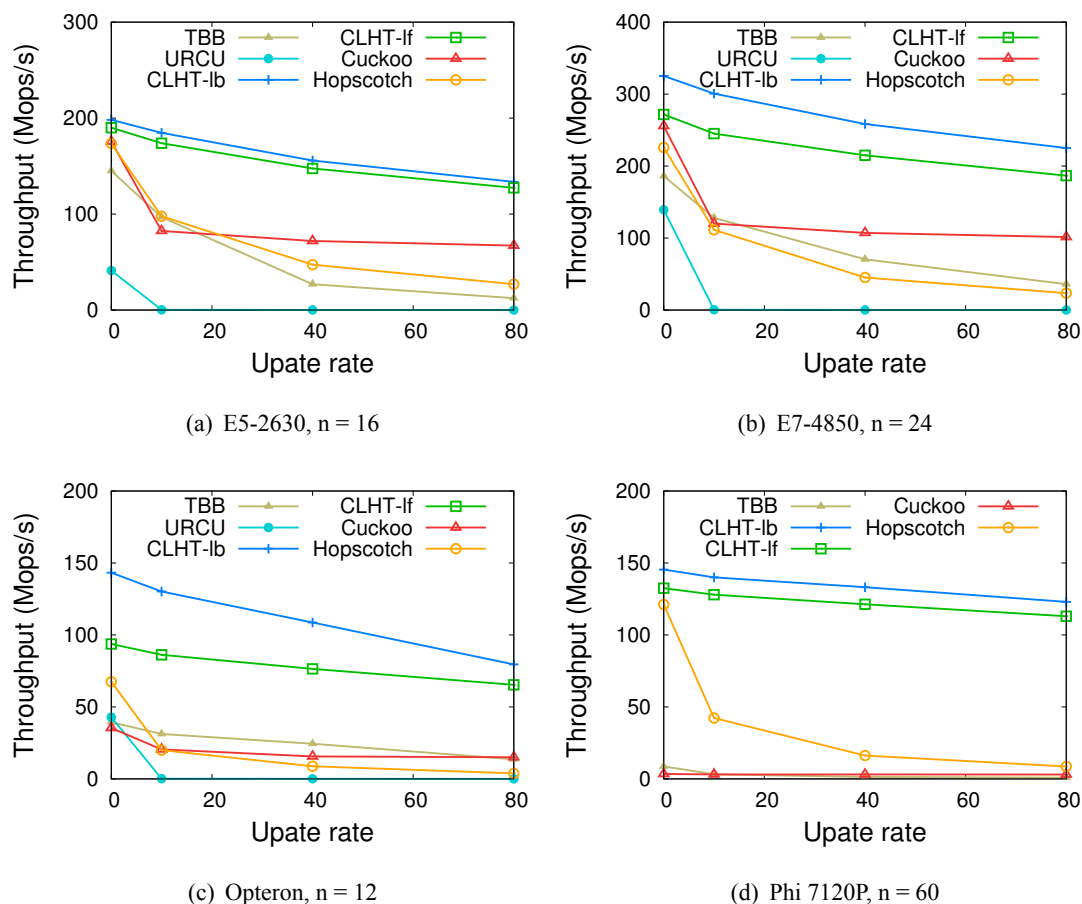 300
200
100
0
0 20 40 60 80
Throughput (Mops/s)
Upate rate
TBB
URCU
CLHT-lb
CLHT-lf
Cuckoo
Hopscotch
(a) E5-2630, n = 16
400
300
200
100
0
0 20 40 60 80
Throughput (Mops/s)
Upate rate
TBB
URCU
CLHT-lb
CLHT-lf
Cuckoo
Hopscotch
(b) E7-4850, n = 24
200
150
100
50
0
0 20 40 60 80
Throughput (Mops/s)
Upate rate
TBB
URCU
CLHT-lb
CLHT-lf
Cuckoo
Hopscotch
(c) Opteron, n = 12
200
150
100
50
0
0 20 40 60 80
Throughput (Mops/s)
Upate rate
TBB
CLHT-lb
CLHT-lf
Cuckoo
Hopscotch
(d) Phi 7120P, n = 60